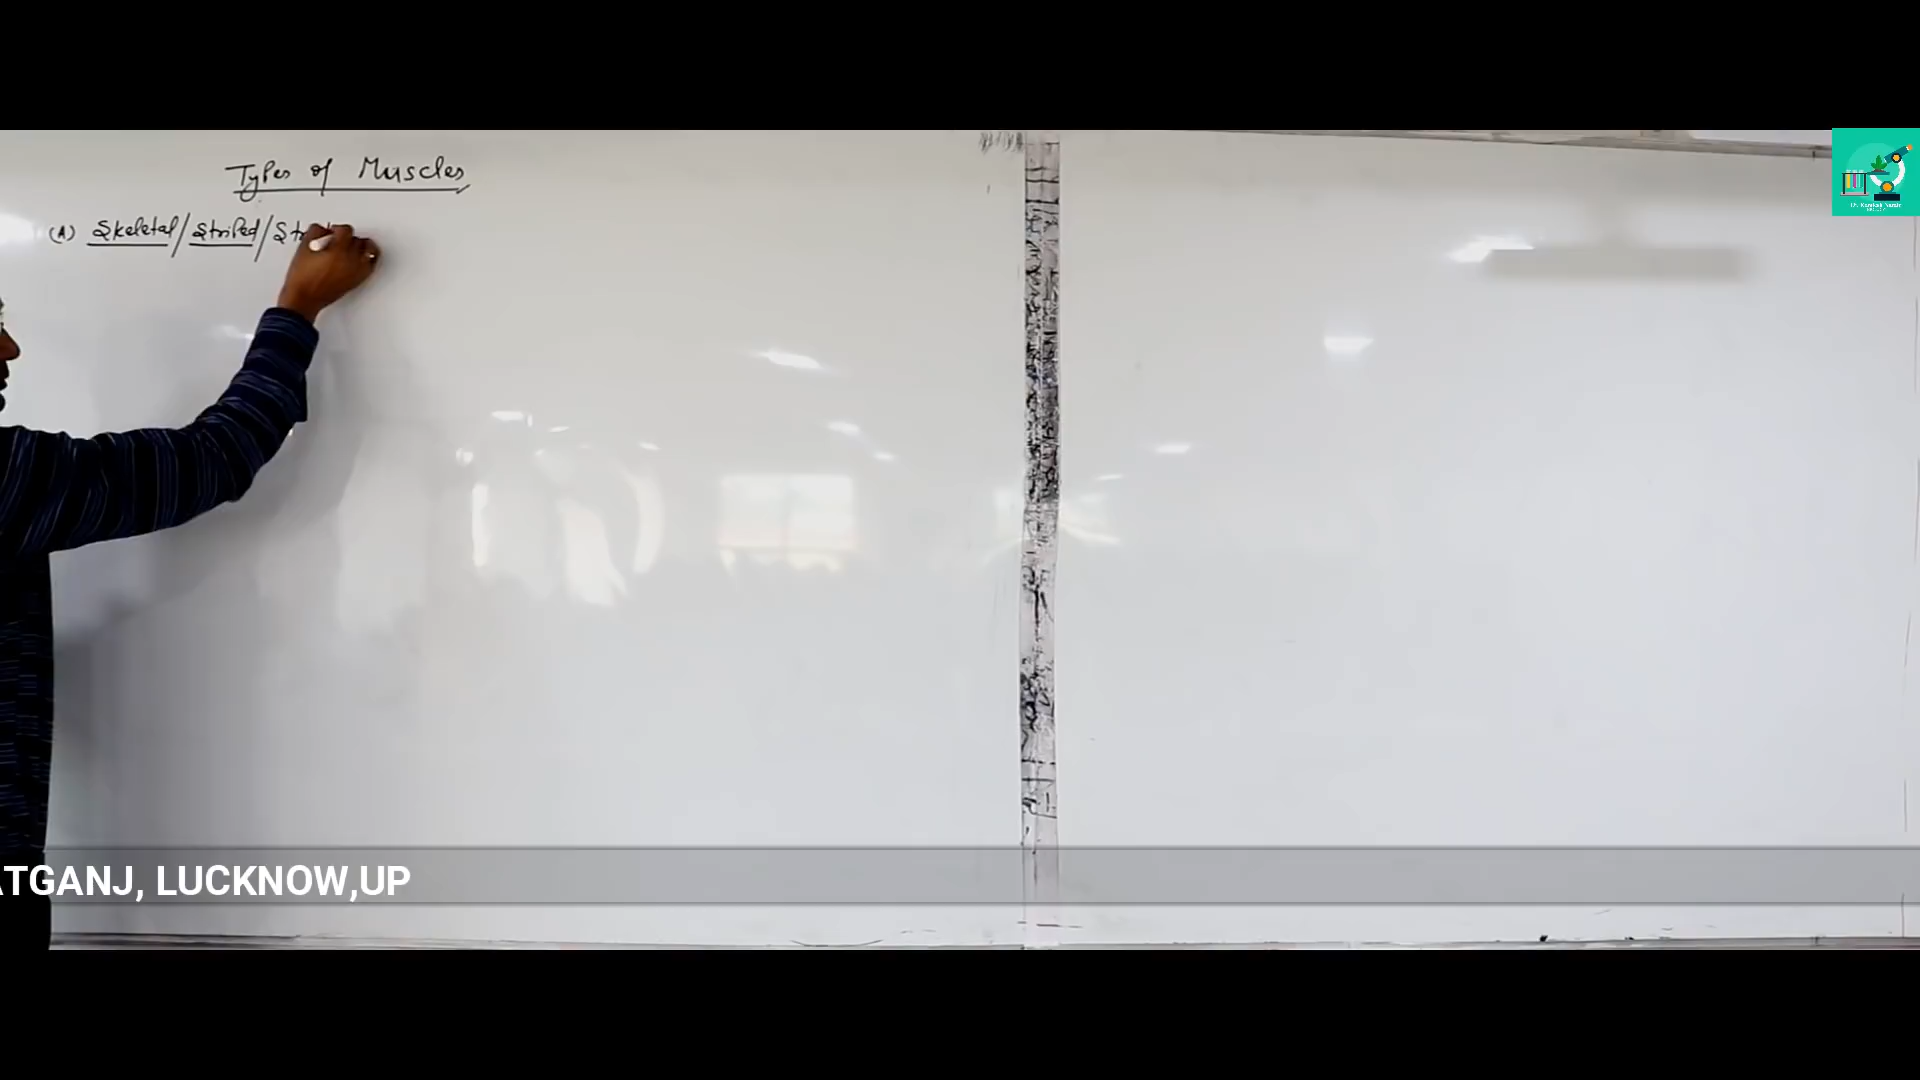 Types of Muscles
(A) Skeletal/Striped/
ATGANJ, LUCKNOW,UP